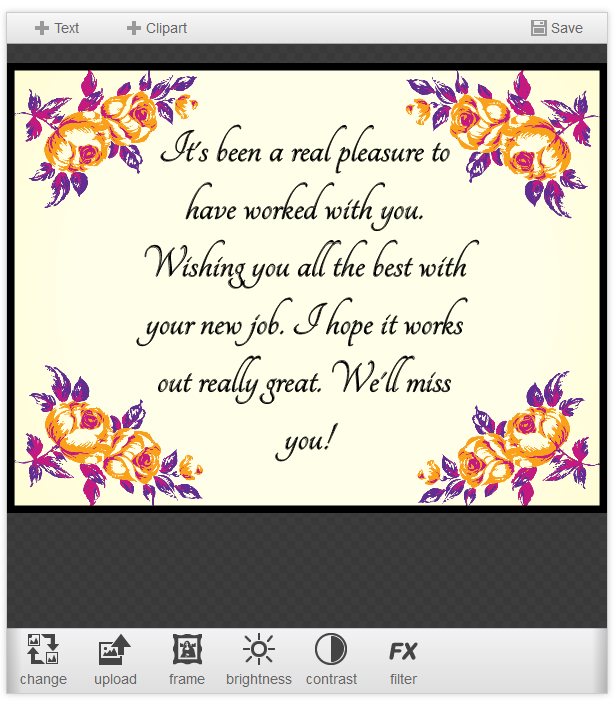 Text Clipart Save
It's been a real pleasure to
have worked with you.
Wishing you all the best with
your new job. I hope it works
out really great. We'll miss
you!
FX
change upload frame brightness contrast filter